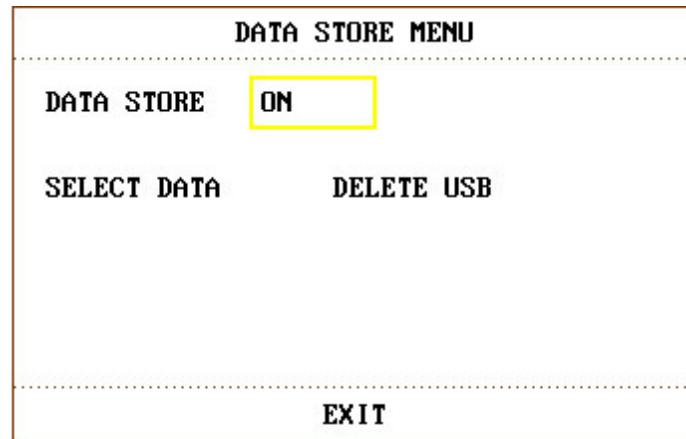 DATA STORE MENU
DATA STORE ON
SELECT DATA DELETE USB
EXIT